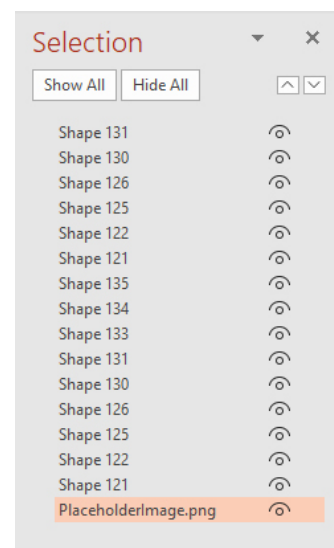 Selection
Show All Hide All
Shape 131
Shape 130
Shape 126
Shape 125
Shape 122
Shape 121
Shape 135
Shape 134
Shape 133
Shape 131
Shape 130
Shape 126
Shape 125
Shape 122
Shape 121
PlaceholderImage.png